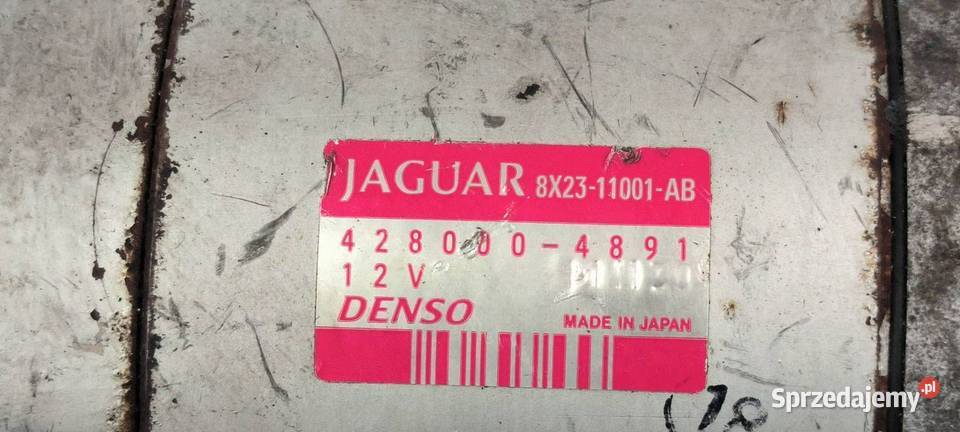 JAGUAR 8X23-11001-AB
428000-4891
12V
DENSO
MADE IN JAPAN
Sprzedajemy.pl